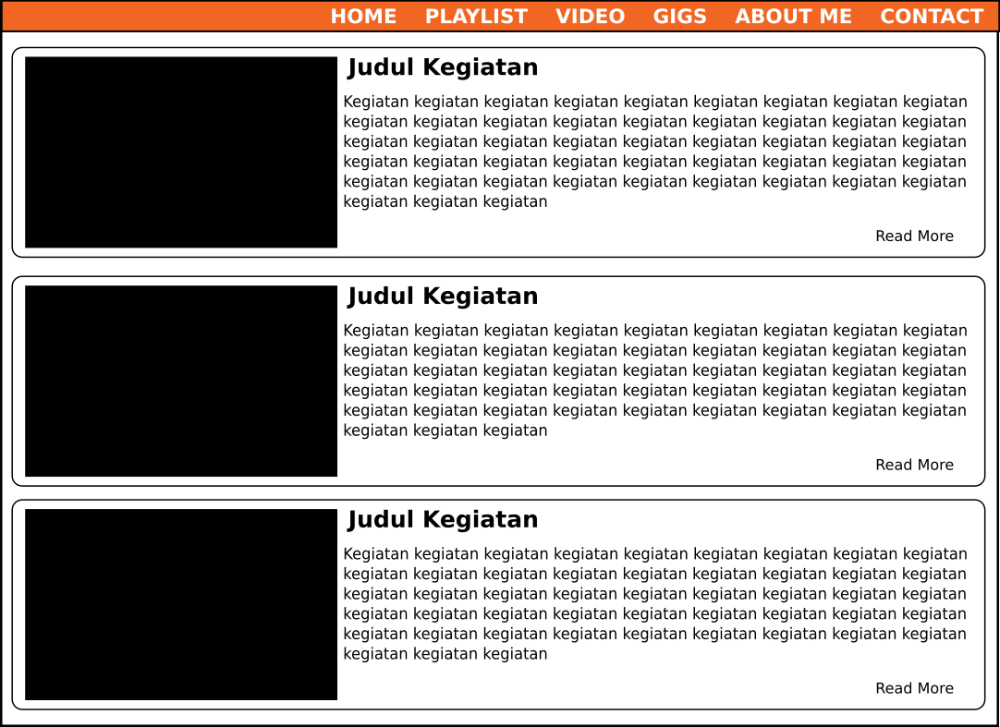 HOME PLAYLIST VIDEO GIGS ABOUT ME CONTACT
Judul Kegiatan
Kegiatan kegiatan kegiatan kegiatan kegiatan kegiatan kegiatan kegiatan kegiatan
kegiatan kegiatan kegiatan kegiatan kegiatan kegiatan kegiatan kegiatan kegiatan
kegiatan kegiatan kegiatan kegiatan kegiatan kegiatan kegiatan kegiatan kegiatan
kegiatan kegiatan kegiatan kegiatan kegiatan kegiatan kegiatan kegiatan kegiatan
kegiatan kegiatan kegiatan kegiatan kegiatan kegiatan kegiatan kegiatan kegiatan
kegiatan kegiatan kegiatan
Read More
Judul Kegiatan
Kegiatan kegiatan kegiatan kegiatan kegiatan kegiatan kegiatan kegiatan kegiatan
kegiatan kegiatan kegiatan kegiatan kegiatan kegiatan kegiatan kegiatan kegiatan
kegiatan kegiatan kegiatan kegiatan kegiatan kegiatan kegiatan kegiatan kegiatan
kegiatan kegiatan kegiatan kegiatan kegiatan kegiatan kegiatan kegiatan kegiatan
kegiatan kegiatan kegiatan kegiatan kegiatan kegiatan kegiatan kegiatan kegiatan
kegiatan kegiatan kegiatan
Read More
Judul Kegiatan
Kegiatan kegiatan kegiatan kegiatan kegiatan kegiatan kegiatan kegiatan kegiatan
kegiatan kegiatan kegiatan kegiatan kegiatan kegiatan kegiatan kegiatan kegiatan
kegiatan kegiatan kegiatan kegiatan kegiatan kegiatan kegiatan kegiatan kegiatan
kegiatan kegiatan kegiatan kegiatan kegiatan kegiatan kegiatan kegiatan kegiatan
kegiatan kegiatan kegiatan kegiatan kegiatan kegiatan kegiatan kegiatan kegiatan
kegiatan kegiatan kegiatan
Read More